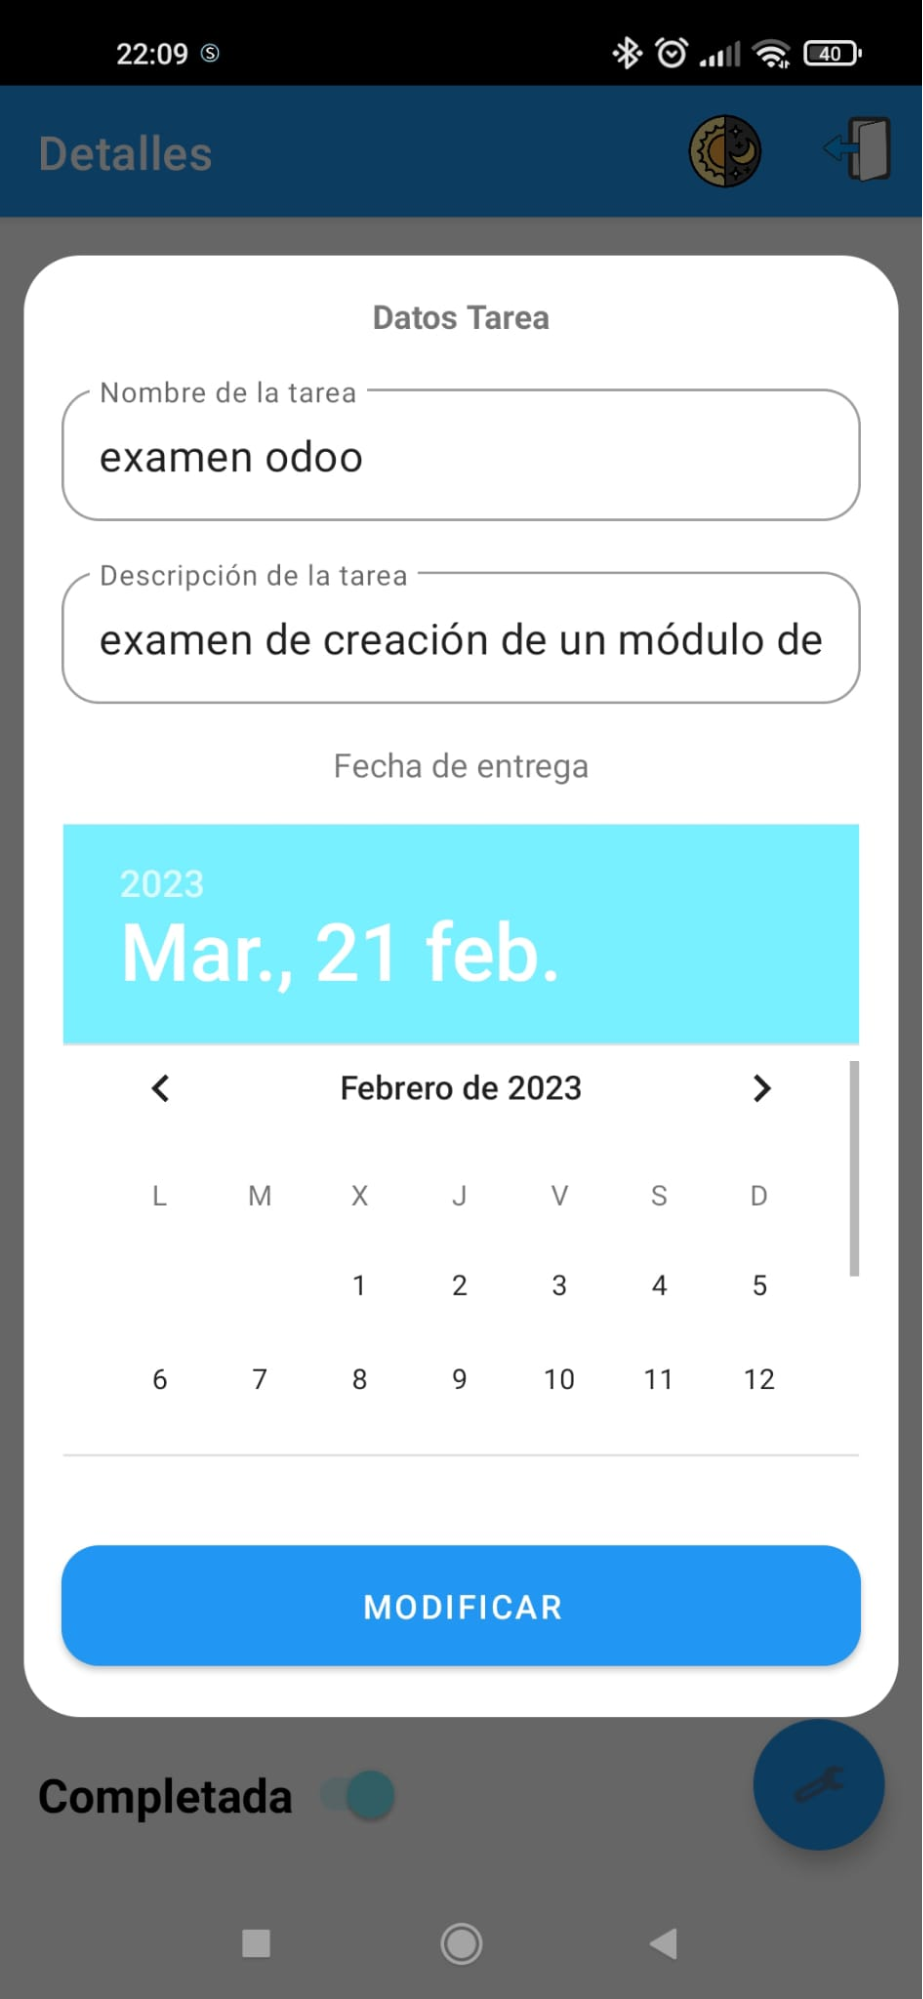 22:09
40
Detalles
Datos Tarea
Nombre de la tarea
examen odoo
Descripción de la tarea
examen de creación de un módulo de
Fecha de entrega
2023
Mar., 21 feb.
Febrero de 2023
L M X J V S D
1 2 3 4 5
6 7 8 9 10 11 12
MODIFICAR
Completada